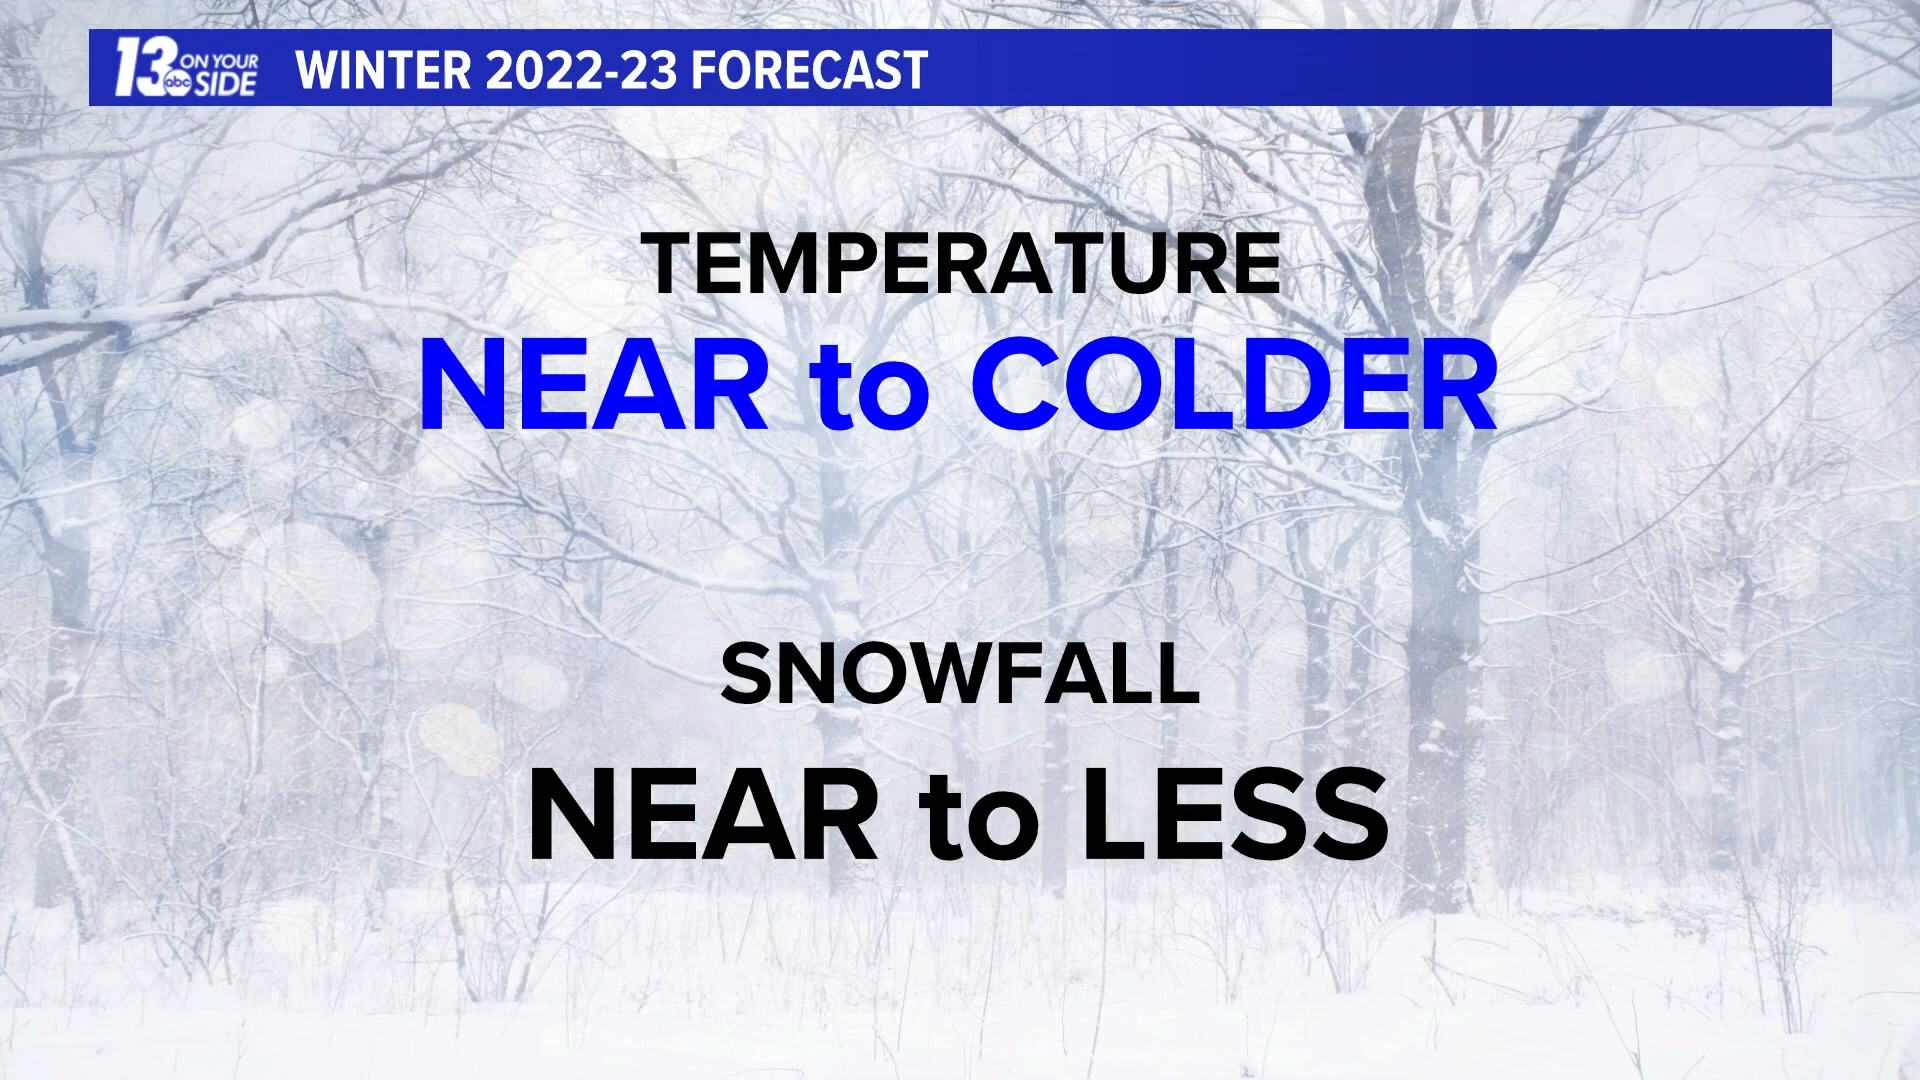 13 ON YOUR SIDE
abc
WINTER 2022-23 FORECAST
TEMPERATURE
NEAR to COLDER
SNOWFALL
NEAR to LESS